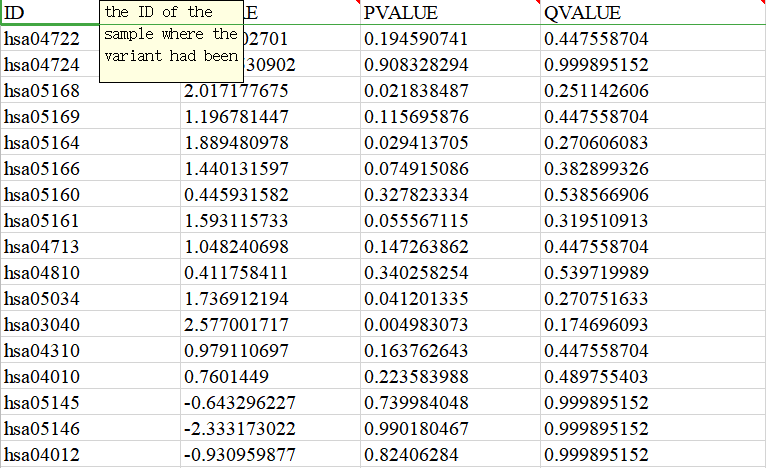 ID the ID of the E PVALUE QVALUE
hsa04722 sample where the 02701 0.194590741 0.447558704
hsa04724 variant had been 30902 0.908328294 0.999895152
hsa05168 2.017177675 0.021838487 0.251142606
hsa05169 1.196781447 0.115695876 0.447558704
hsa05164 1.889480978 0.029413705 0.270606083
hsa05166 1.440131597 0.074915086 0.382899326
hsa05160 0.445931582 0.327823334 0.538566906
hsa05161 1.593115733 0.055567115 0.319510913
hsa04713 1.048240698 0.147263862 0.447558704
hsa04810 0.411758411 0.340258254 0.539719989
hsa05034 1.736912194 0.041201335 0.270751633
hsa03040 2.577001717 0.004983073 0.174696093
hsa04310 0.979110697 0.163762643 0.447558704
hsa04010 0.7601449 0.223583988 0.489755403
hsa05145 -0.643296227 0.739984048 0.999895152
hsa05146 -2.333173022 0.990180467 0.999895152
hsa04012 -0.930959877 0.82406284 0.999895152